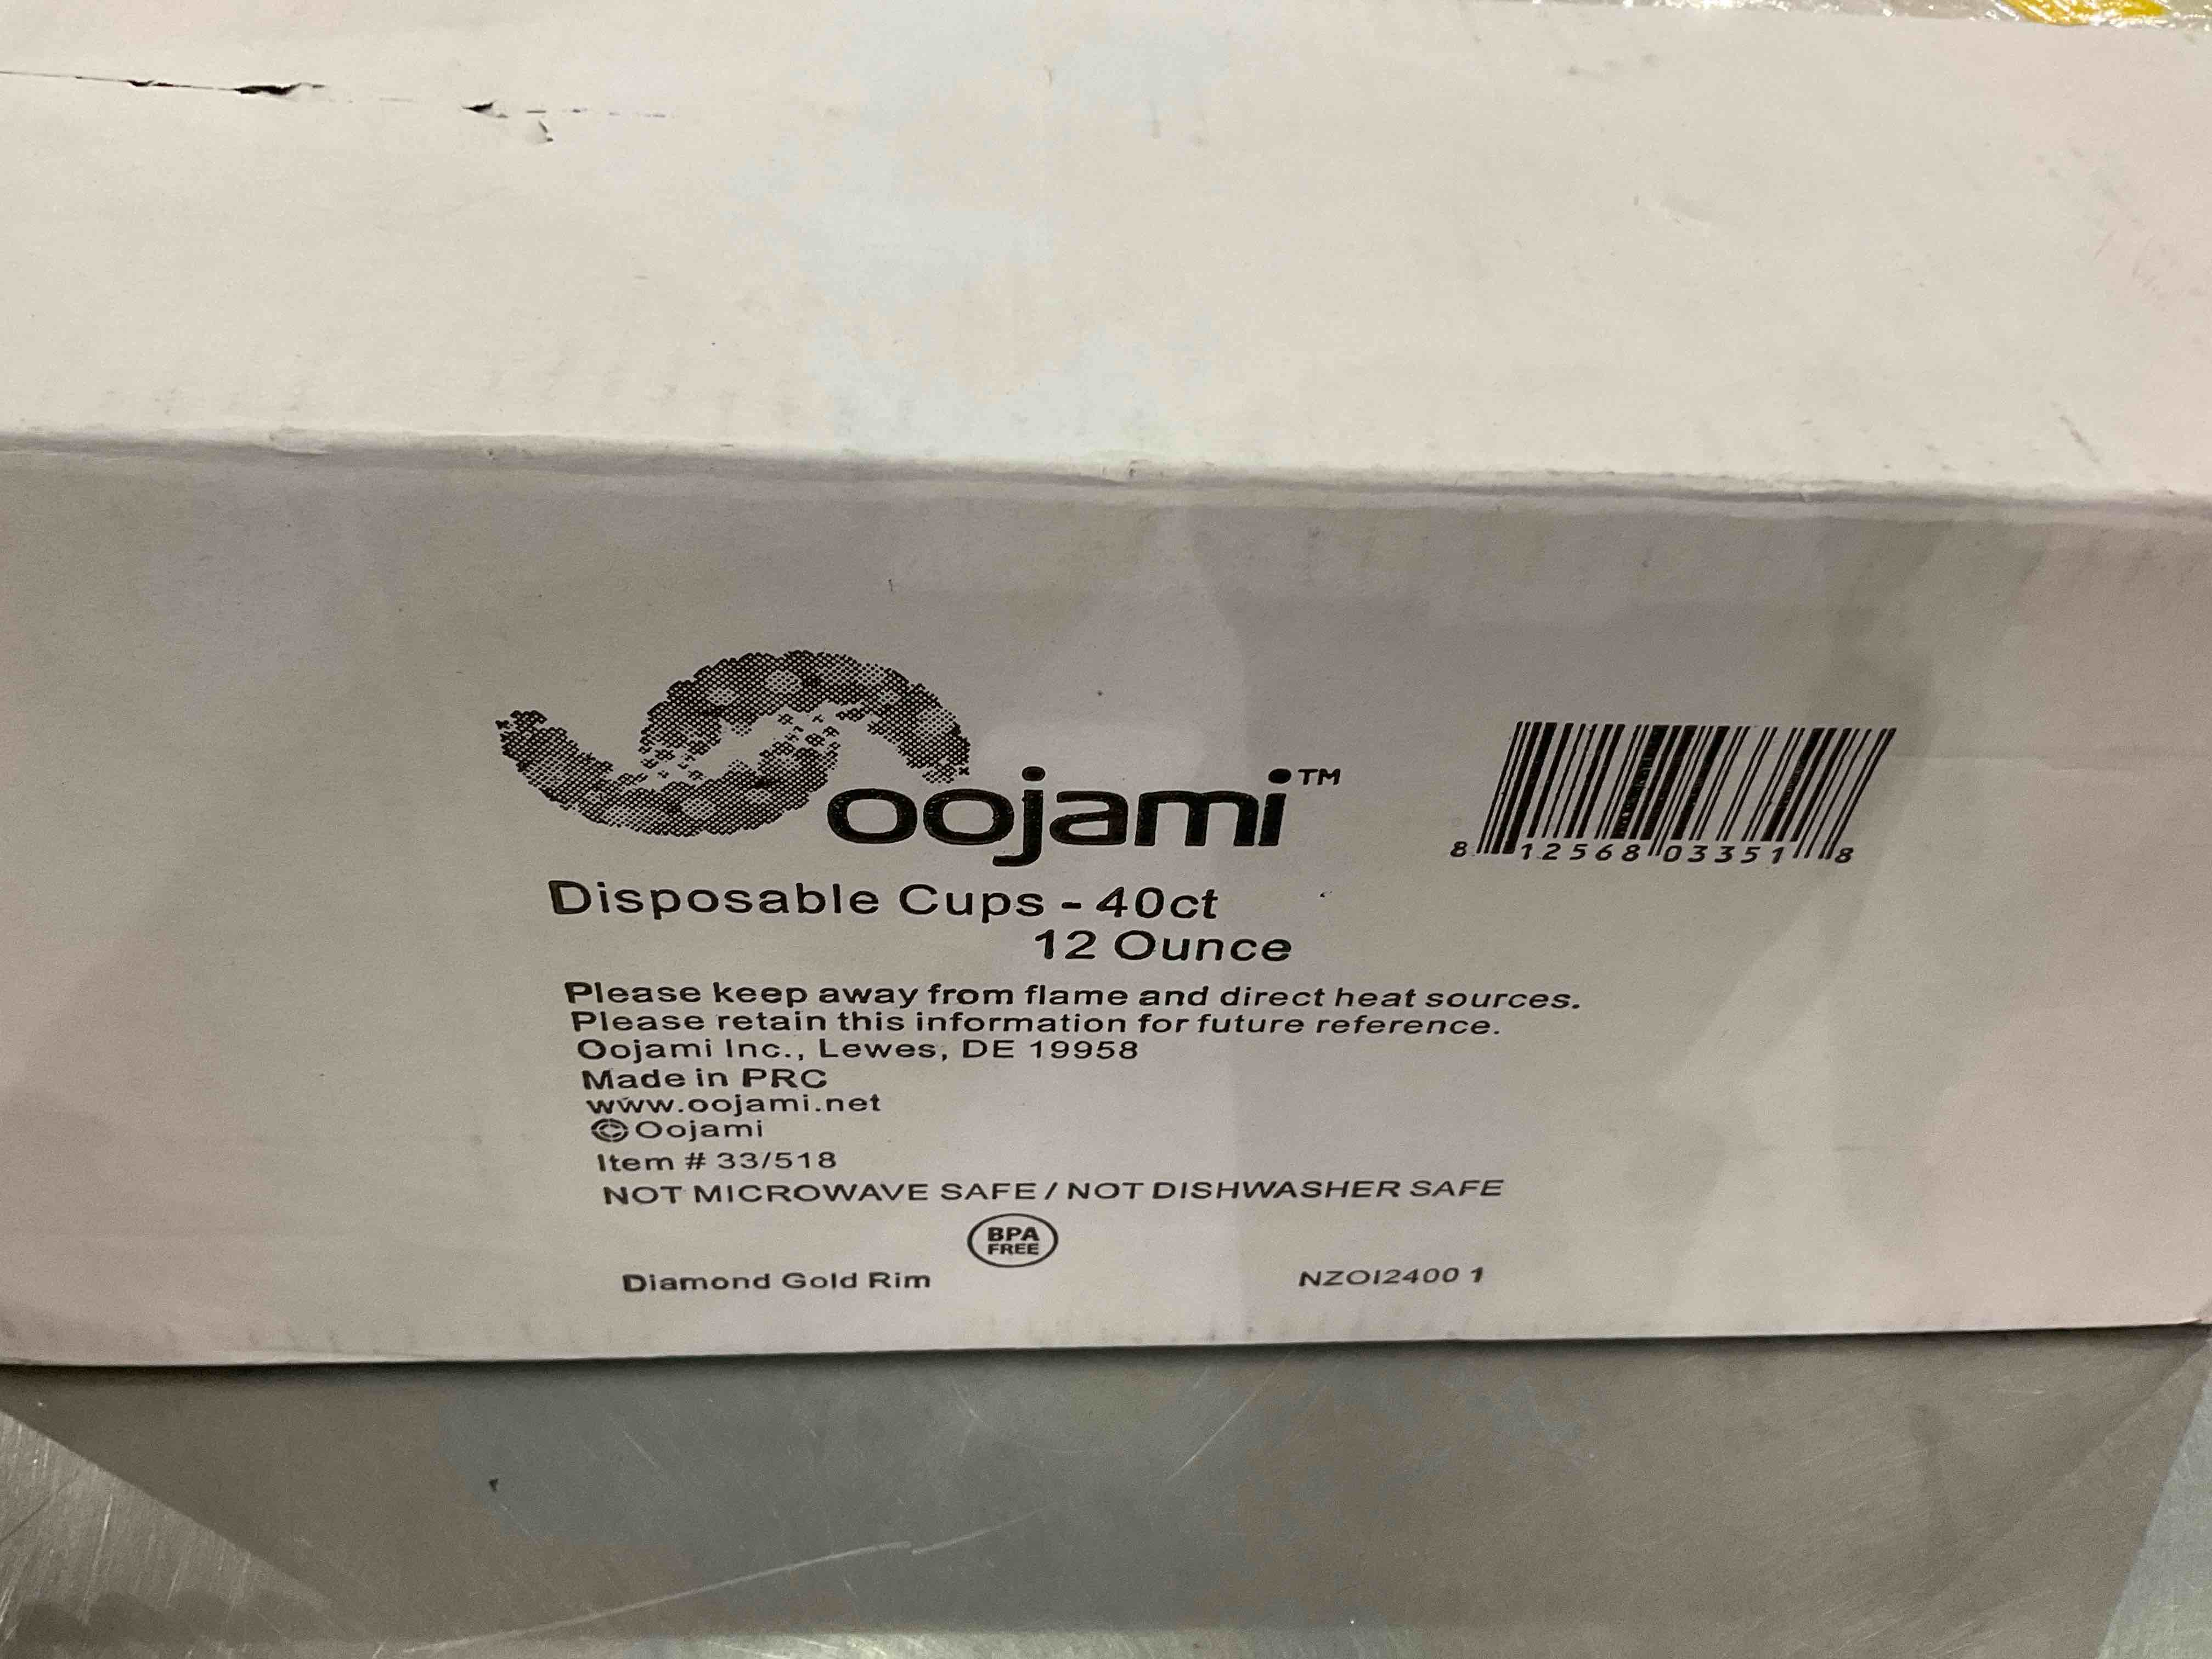 oojami™
8 12568 03351 8
Disposable Cups - 40ct
12 Ounce
Please keep away from flame and direct heat sources.
Please retain this information for future reference.
Oojami Inc., Lewes, DE 19958
Made in PRC
www.oojami.net
©Oojami
Item # 33/518
NOT MICROWAVE SAFE / NOT DISHWASHER SAFE
BPA
FREE
Diamond Gold Rim
NZOI2400 1